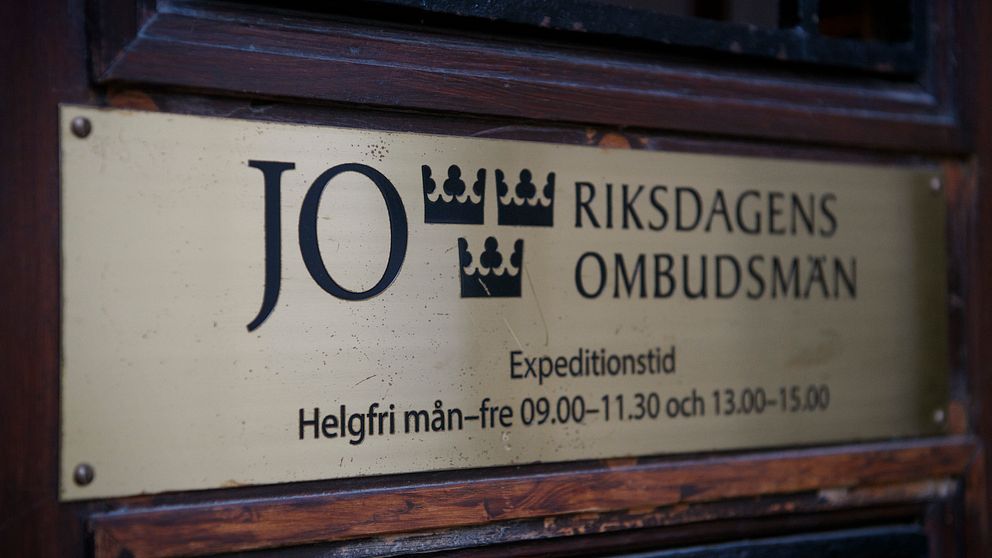 JO RIKSDAGENS
OMBUDSMÄN
Expeditionstid
Helgfri mån–fre 09.00–11.30 och 13.00–15.00